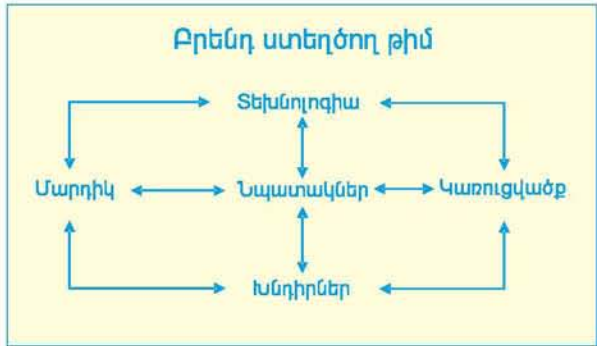 Բրենդ ստեղծող թիմ
Տեխնոլոգիա
Մարդիկ Նպատակներ Կառուցվածք
Խնդիրներ